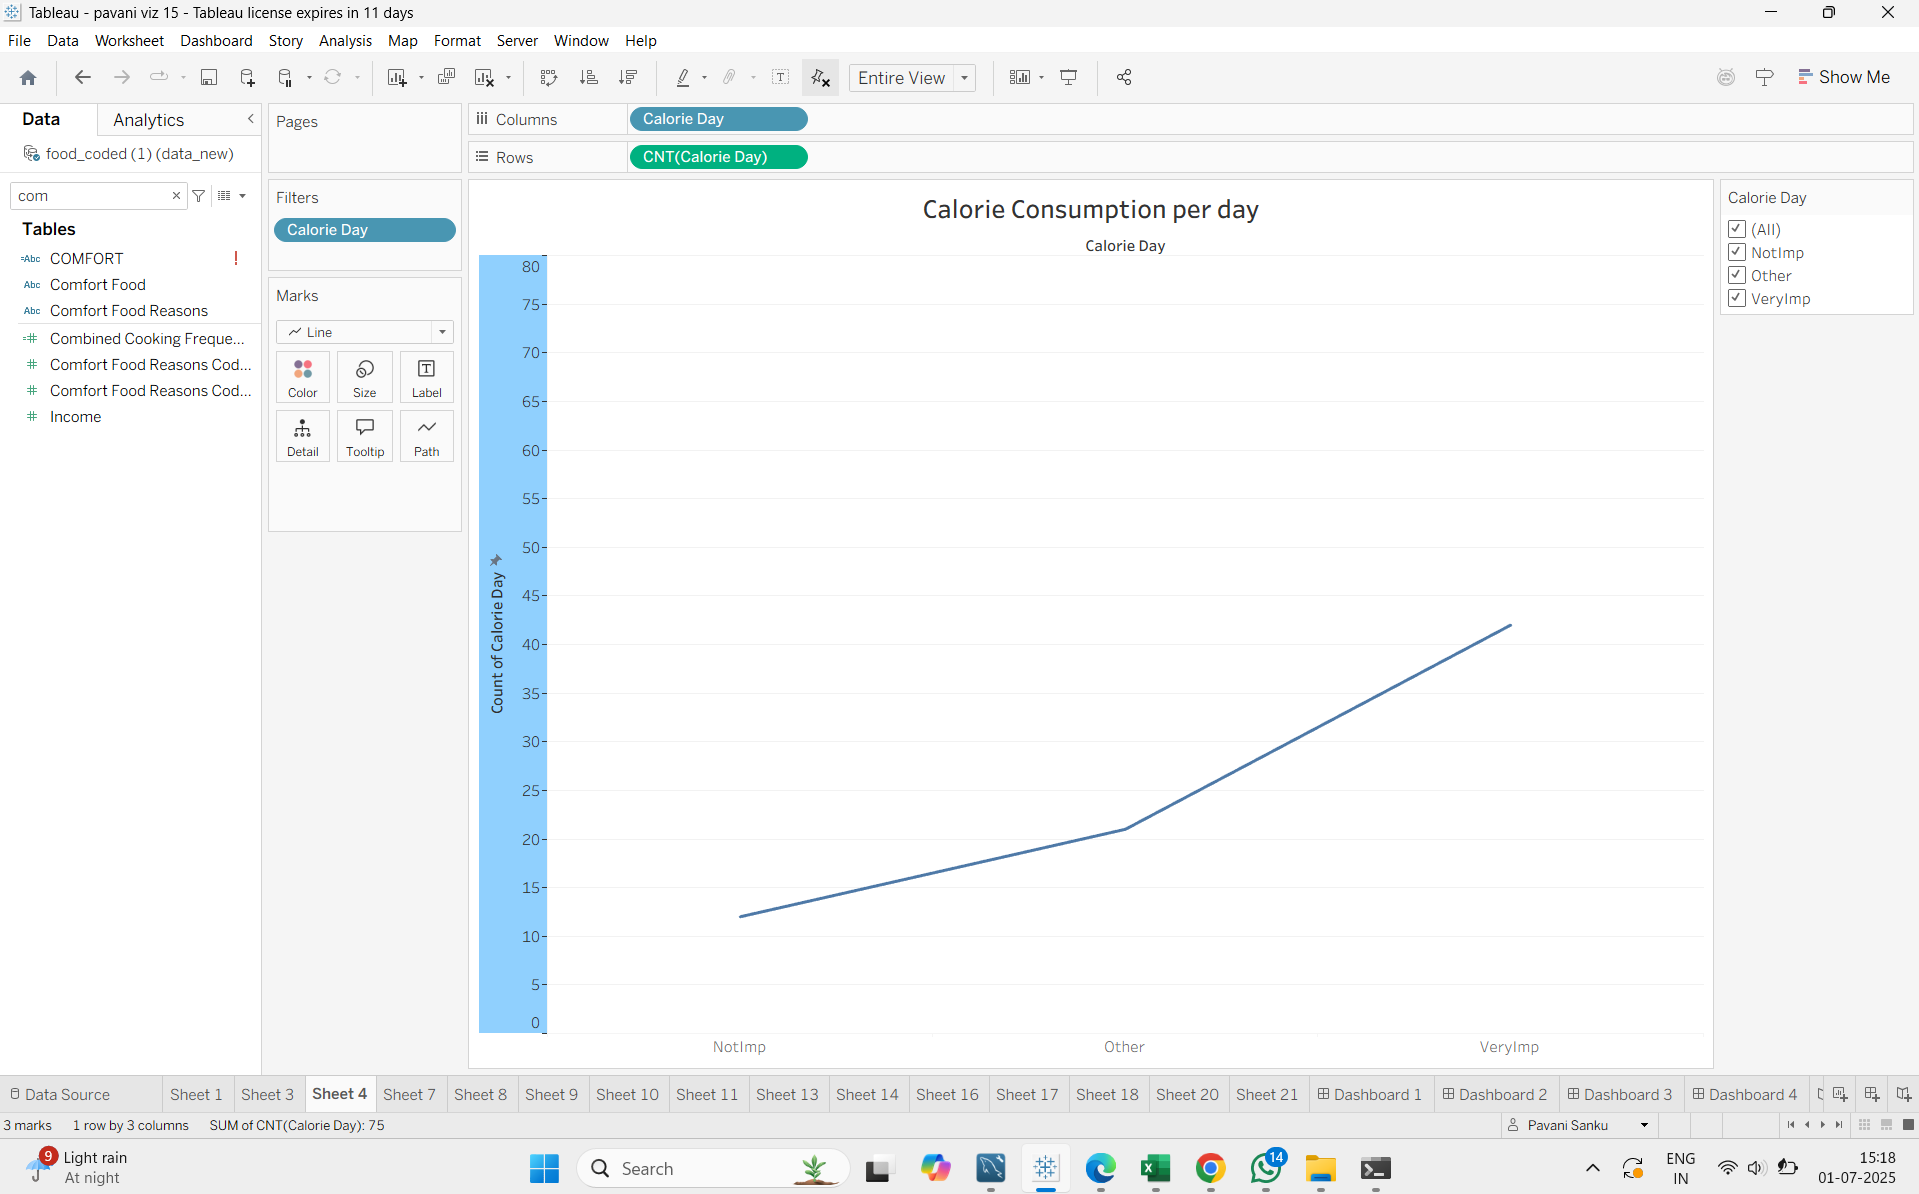 Tableau - pavani viz 15 - Tableau license expires in 11 days
File Data Worksheet Dashboard Story Analysis Map Format Server Window Help
Entire View
Show Me
Data Analytics
food_coded (1) (data_new)
com
Tables
Abc COMFORT !
Abc Comfort Food
Abc Comfort Food Reasons
Combined Cooking Freque...
Comfort Food Reasons Cod...
Comfort Food Reasons Cod...
Income
Pages
Filters
Calorie Day
Marks
Line
Color Size Label
Detail Tooltip Path
Columns Calorie Day
Rows CNT(Calorie Day)
Calorie Consumption per day
Calorie Day
80
75
70
65
60
55
50
45
40
35
30
25
20
15
10
5
0
Count of Calorie Day
NotImp Other VeryImp
Calorie Day
(All)
NotImp
Other
VeryImp
Data Source Sheet 1 Sheet 3 Sheet 4 Sheet 7 Sheet 8 Sheet 9 Sheet 10 Sheet 11 Sheet 13 Sheet 14 Sheet 16 Sheet 17 Sheet 18 Sheet 20 Sheet 21 Dashboard 1 Dashboard 2 Dashboard 3 Dashboard 4
3 marks 1 row by 3 columns SUM of CNT(Calorie Day): 75 Pavani Sanku
9 Light rain
At night
Search
14
ENG
IN
15:18
01-07-2025